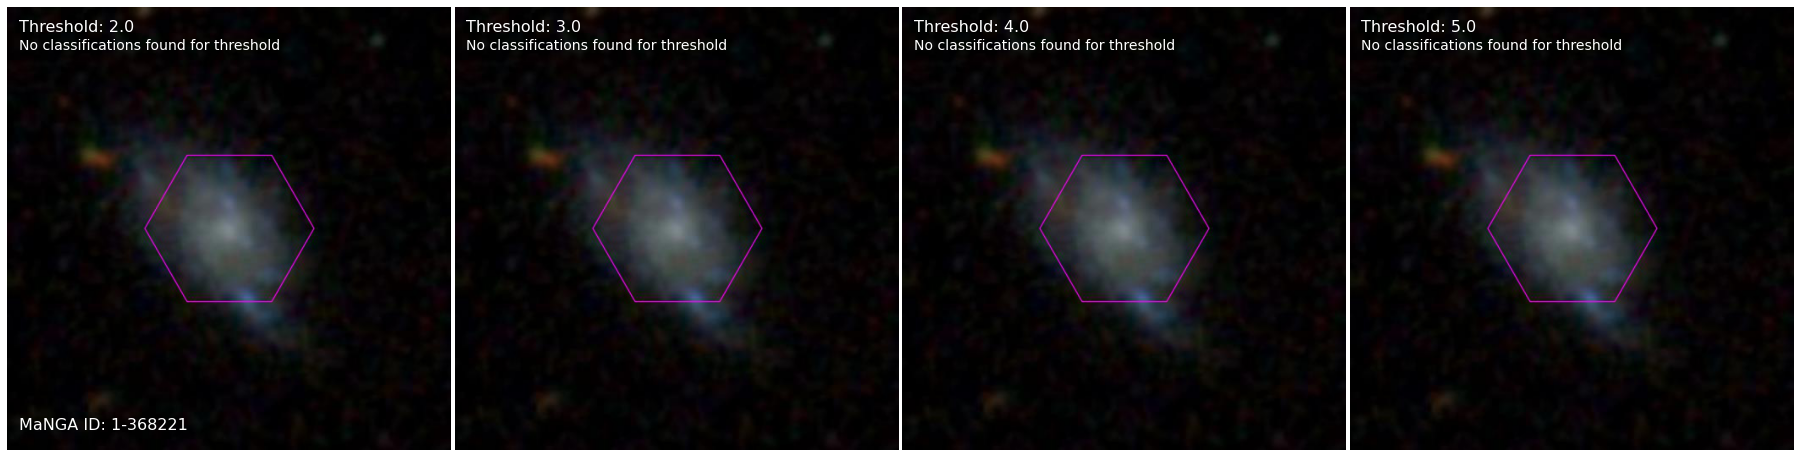 Threshold: 2.0
No classifications found for threshold
MaNGA ID: 1-368221
Threshold: 3.0
No classifications found for threshold
Threshold: 4.0
No classifications found for threshold
Threshold: 5.0
No classifications found for threshold